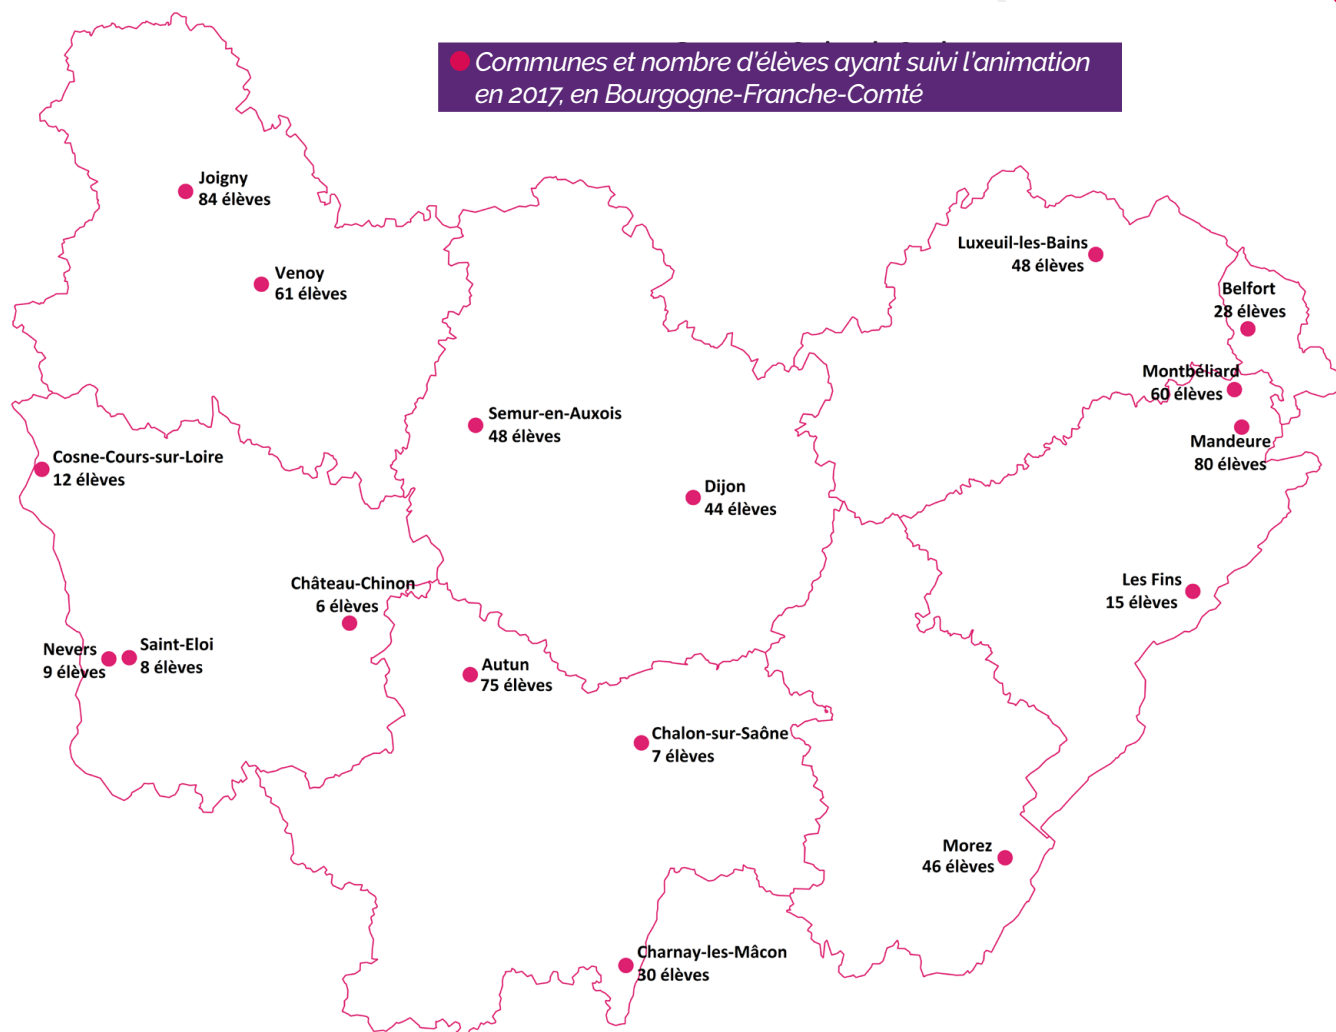 Communes et nombre d'élèves ayant suivi l'animation
en 2017, en Bourgogne-Franche-Comté
Joigny
84 élèves
Venoy
61 élèves
Luxeuil-les-Bains
48 élèves
Belfort
28 élèves
Montbéliard
60 élèves
Mandeure
80 élèves
Semur-en-Auxois
48 élèves
Cosne-Cours-sur-Loire
12 élèves
Dijon
44 élèves
Château-Chinon
6 élèves
Les Fins
15 élèves
Nevers
9 élèves
Saint-Eloi
8 élèves
Autun
75 élèves
Chalon-sur-Saône
7 élèves
Morez
46 élèves
Charnay-les-Mâcon
30 élèves